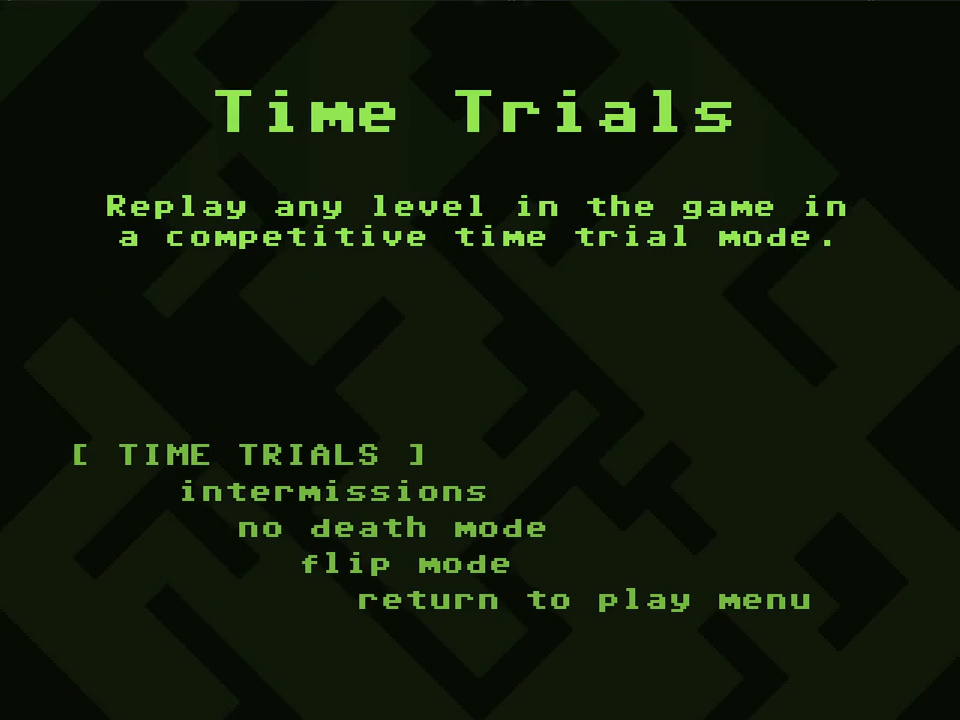 Time Trials
Replay any level in the game in
a competitive time trial mode.
[ TIME TRIALS ]
intermissions
no death mode
flip mode
return to play menu